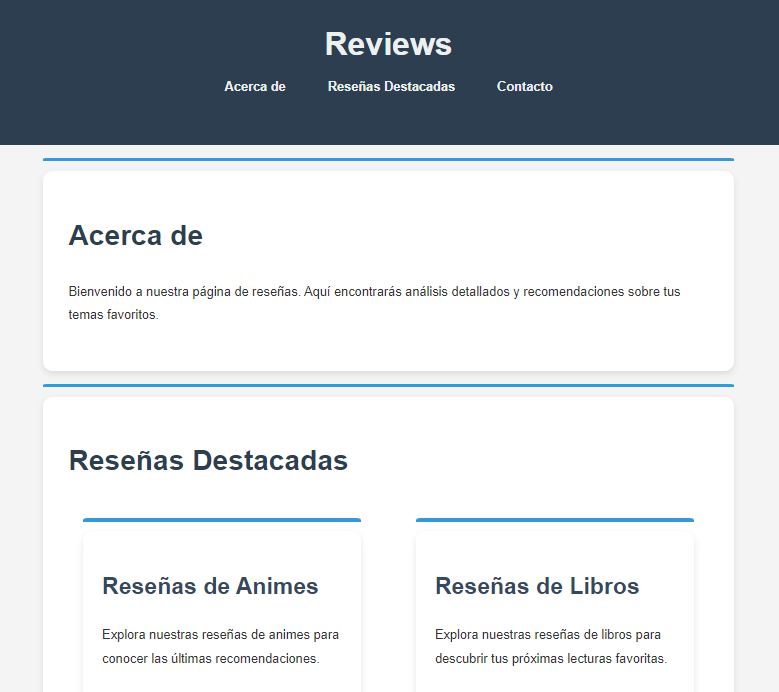 Reviews
Acerca de Reseñas Destacadas Contacto
Acerca de
Bienvenido a nuestra página de reseñas. Aquí encontrarás análisis detallados y recomendaciones sobre tus
temas favoritos.
Reseñas Destacadas
Reseñas de Animes
Explora nuestras reseñas de animes para
conocer las últimas recomendaciones.
Reseñas de Libros
Explora nuestras reseñas de libros para
descubrir tus próximas lecturas favoritas.